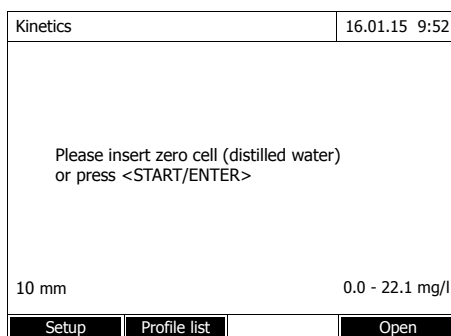 Kinetics 16.01.15 9:52
Please insert zero cell (distilled water)
or press <START/ENTER>
10 mm 0.0 - 22.1 mg/l
Setup Profile list Open